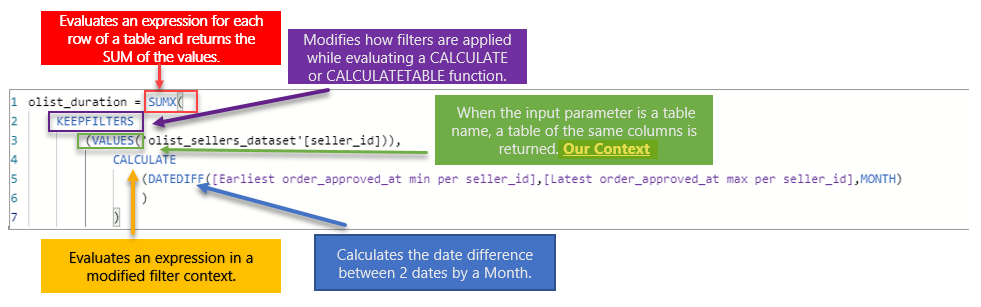 Evaluates an expression for each
row of a table and returns the
SUM of the values.
Modifies how filters are applied
while evaluating a CALCULATE
or CALCULATETABLE function.
1 olist_duration = SUMX(
2 KEEPFILTERS
3 (VALUES('olist_sellers_dataset'[seller_id])),
4 CALCULATE
5 (DATEDIFF([Earliest order_approved_at min per seller_id],[Latest order_approved_at max per seller_id],MONTH)
6 )
7 )
When the input parameter is a table
name, a table of the same columns is
returned. Our Context
Evaluates an expression in a
modified filter context.
Calculates the date difference
between 2 dates by a Month.